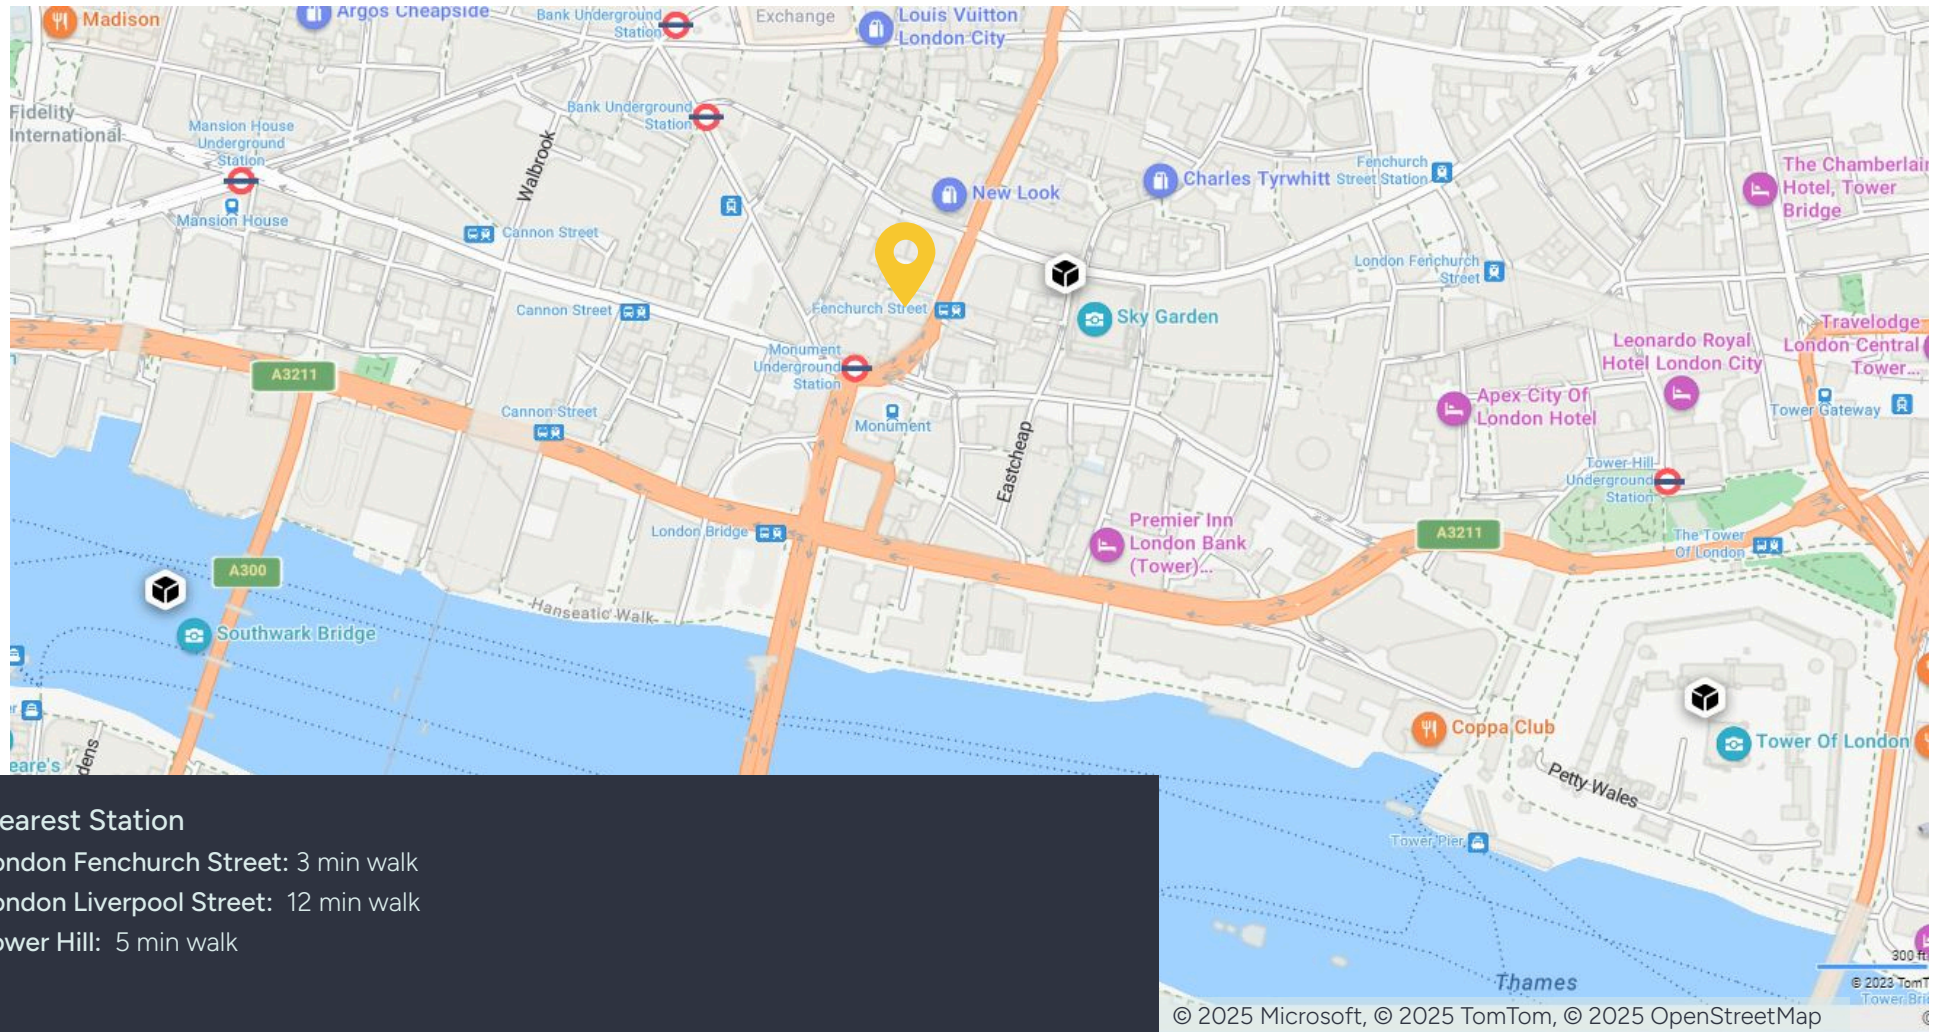 Madison
Argos Cheapside
Bank Underground
Station
Exchange
Louis Vuitton
London City
Fidelity
International
Mansion House
Underground
Station
Bank Underground
Station
Walbrook
Mansion House
Cannon Street
New Look
Charles Tyrwhitt
Fenchurch
Street Station
The Chamberlain
Hotel, Tower
Bridge
London Fenchurch
Street
Cannon Street
Fenchurch Street
Sky Garden
Monument
Underground
Station
A3211
Leonardo Royal
Hotel London City
Travelodge
London Central
Tower...
Apex City Of
London Hotel
Tower Gateway
Cannon Street
Monument
Eastcheap
Tower Hill
Underground
Station
London Bridge
Premier Inn
London Bank
(Tower)...
A3211
The Tower
Of London
A300
Hanseatic Walk
Southwark Bridge
Coppa Club
Tower Of London
eare's
dens
Petty Wales
Tower Pier
Thames
300 ft
© 2023 TomT
Tower Bri
earest Station
ondon Fenchurch Street: 3 min walk
ondon Liverpool Street: 12 min walk
ower Hill: 5 min walk
© 2025 Microsoft, © 2025 TomTom, © 2025 OpenStreetMap